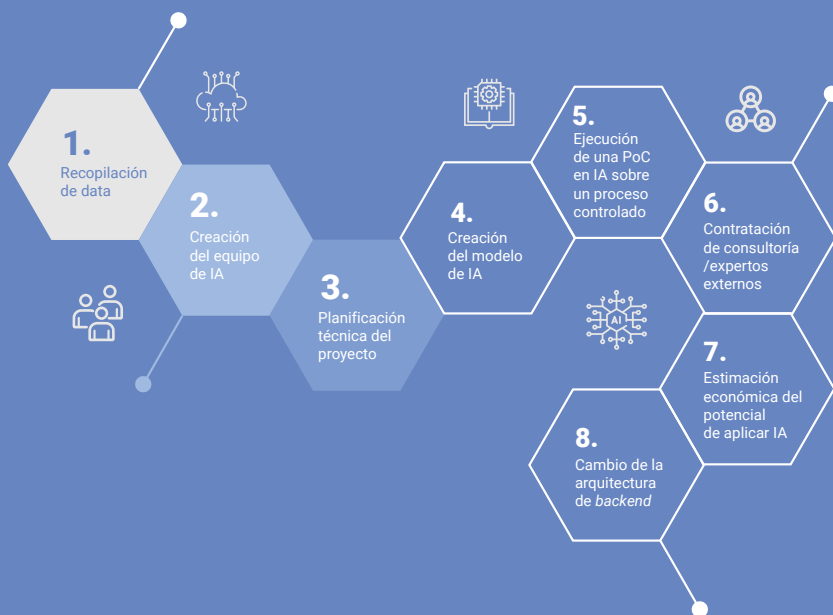 1.
Recopilación
de data
2.
Creación
del equipo
de IA
3.
Planificación
técnica del
proyecto
4.
Creación
del modelo
de IA
5.
Ejecución
de una PoC
en IA sobre
un proceso
controlado
6.
Contratación
de consultoría
/expertos
externos
7.
Estimación
económica del
potencial
de aplicar IA
8.
Cambio de la
arquitectura
de backend
AI